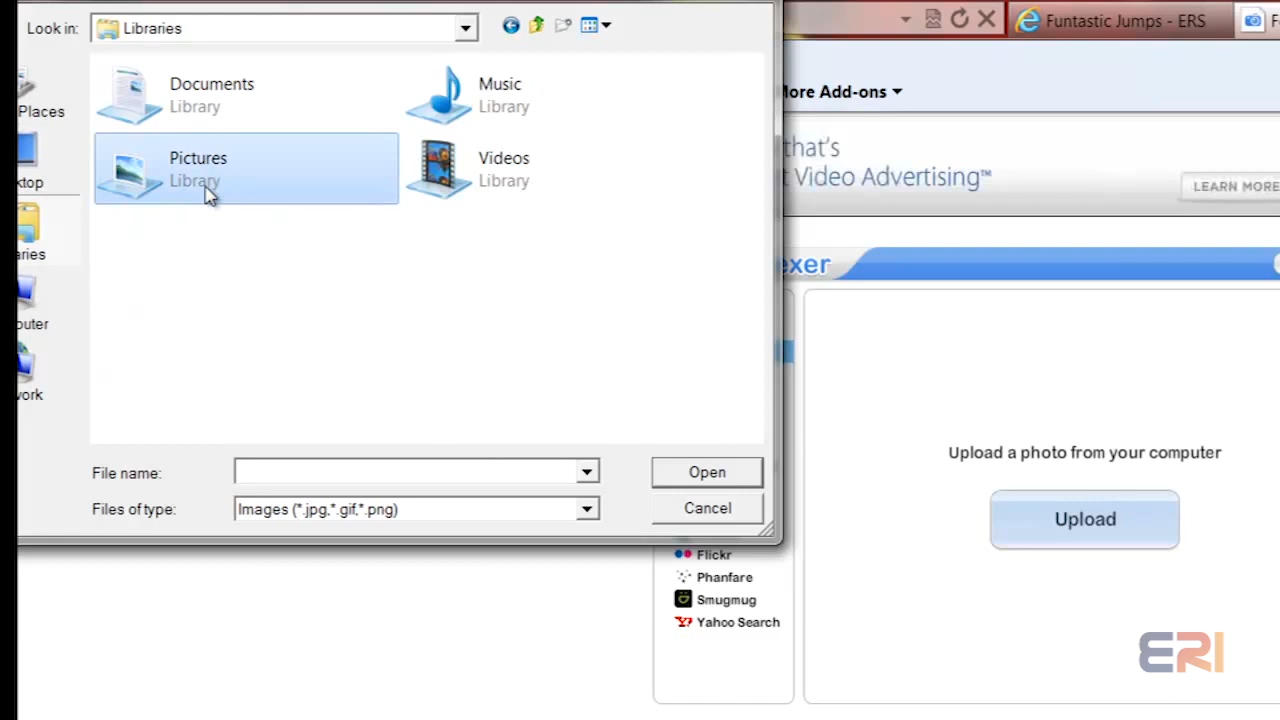 Look in:
Libraries
Funtastic Jumps - ERS
Places
Documents
Library
Music
Library
ore Add-ons
Pictures
Library
Videos
Library
that's
t Video Advertising™
LEARN MORE
ktop
aries
exer
uter
ork
Upload a photo from your computer
File name:
Open
Files of type:
Images (*.jpg,*.gif,*.png)
Cancel
Upload
Flickr
Phanfare
Smugmug
Yahoo Search
ERI